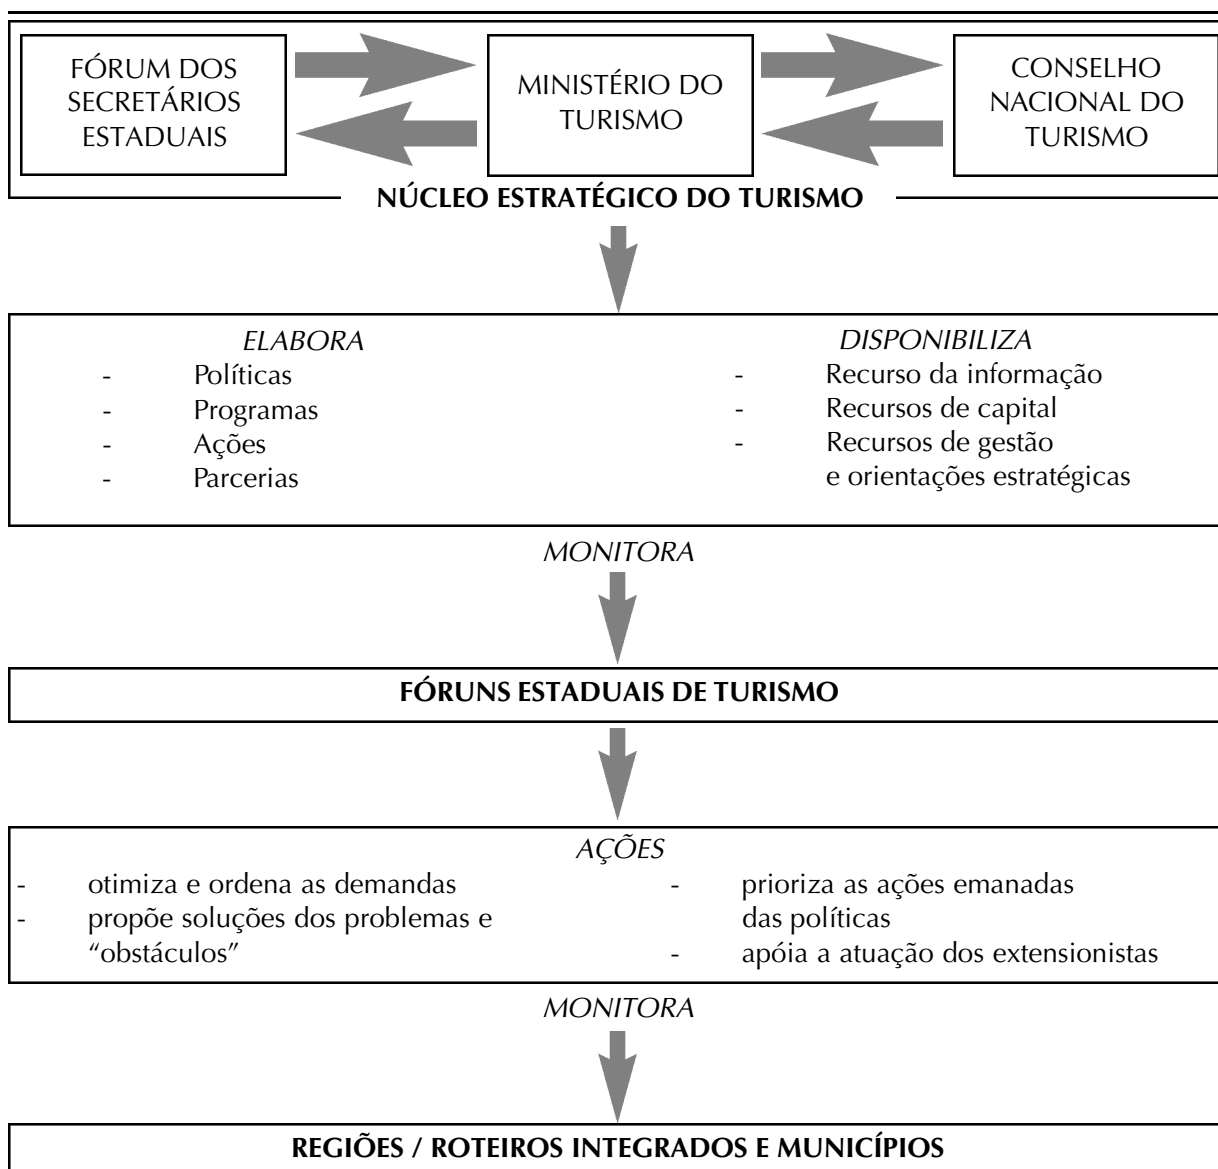 FÓRUM DOS
SECRETÁRIOS
ESTADUAIS
MINISTÉRIO DO
TURISMO
CONSELHO
NACIONAL DO
TURISMO
NÚCLEO ESTRATÉGICO DO TURISMO
ELABORA
- Políticas
- Programas
- Ações
- Parcerias
DISPONIBILIZA
- Recurso da informação
- Recursos de capital
- Recursos de gestão
e orientações estratégicas
MONITORA
FÓRUNS ESTADUAIS DE TURISMO
AÇÕES
- otimiza e ordena as demandas
- propõe soluções dos problemas e
“obstáculos”
- prioriza as ações emanadas
das políticas
- apóia a atuação dos extensionistas
MONITORA
REGIÕES / ROTEIROS INTEGRADOS E MUNICÍPIOS